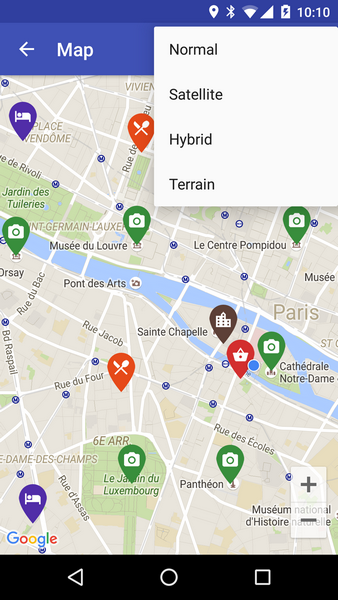 10:10
Map
Normal
Satellite
Hybrid
Terrain
VIVIEN
PLACE
VENDÔME
Rue de
Rivoli
Jardin des
Tuileries
SAINT-GERMAIN-L'AUXE
Musée du Louvre
Le Centre Pompidou
Orsay
Musée
Rue du Bac
Pont des Arts
Paris
Rue Jacob
Sainte Chapelle
ST G
Bd Raspail
Cathédrale
Notre-Dame
Rue du Four
Rue des Écoles
6E ARR
E-DAME-DES-CHAMPS
Le Jardin du
Luxembourg
Panthéon
Rue d'Assas
Muséum national
d'Histoire naturelle
Google